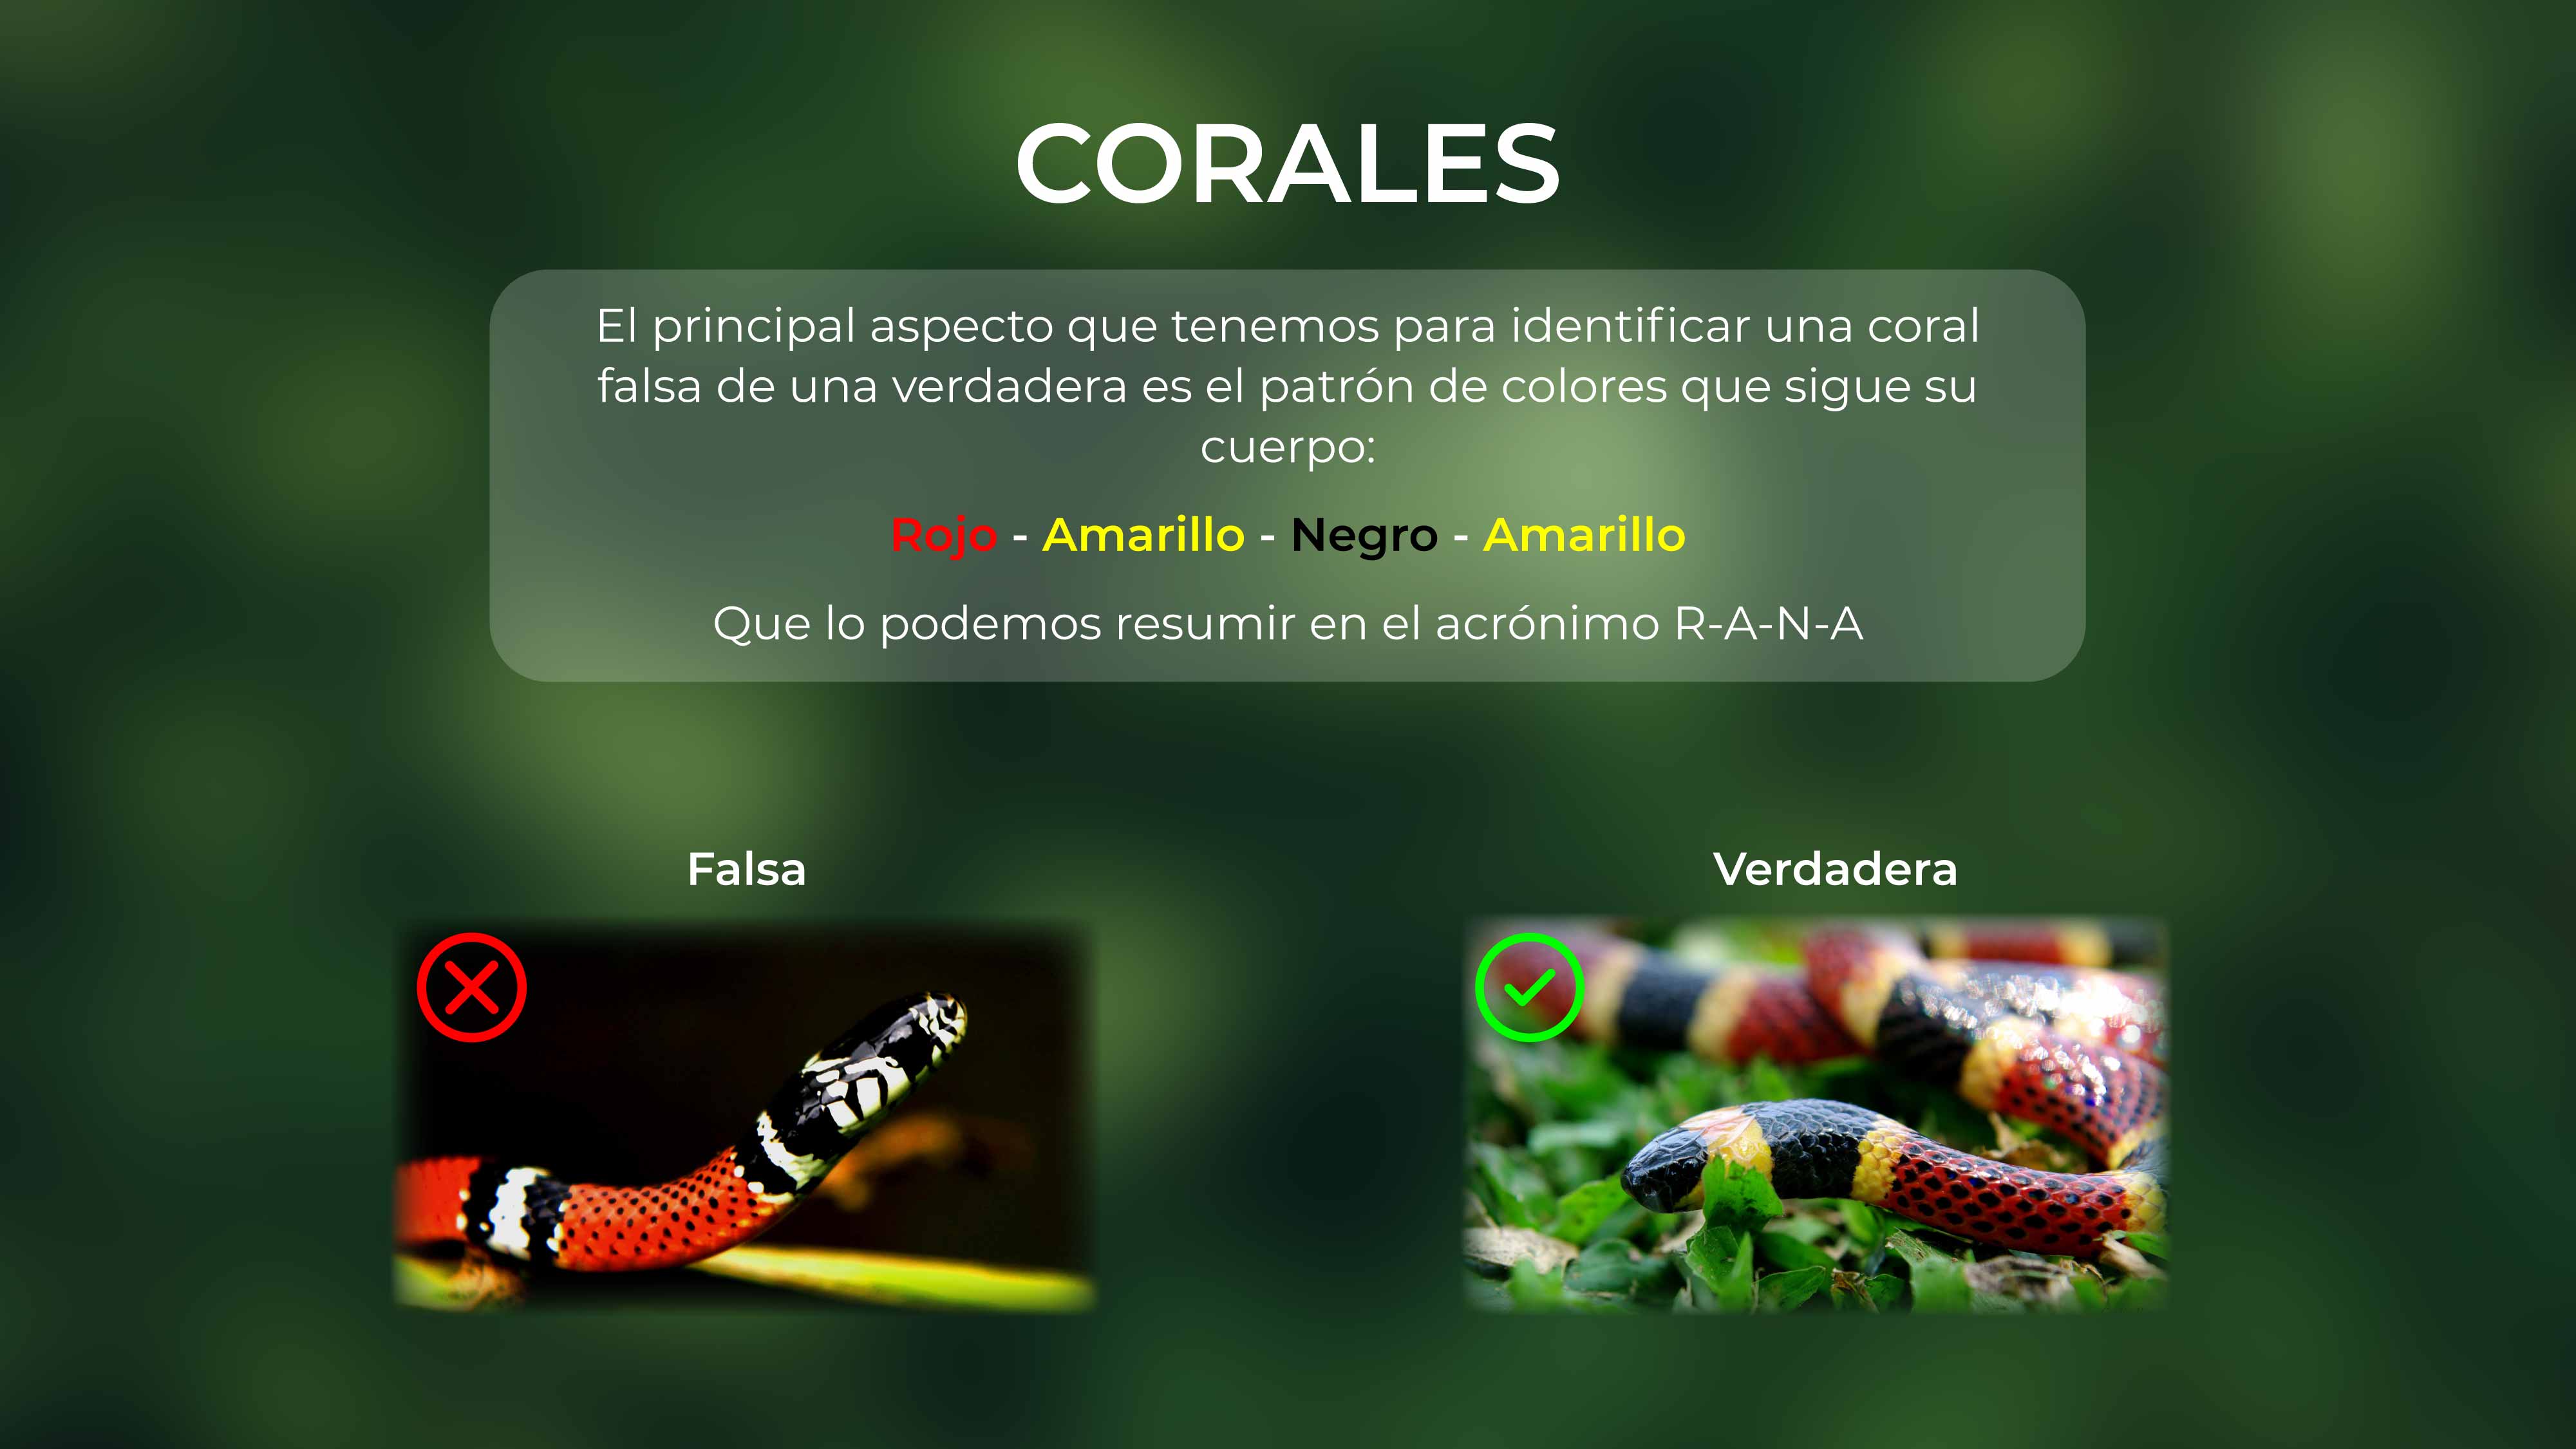 CORALES
El principal aspecto que tenemos para identificar una coral
falsa de una verdadera es el patrón de colores que sigue su
cuerpo:
Rojo - Amarillo - Negro - Amarillo
Que lo podemos resumir en el acrónimo R-A-N-A
Falsa
Verdadera